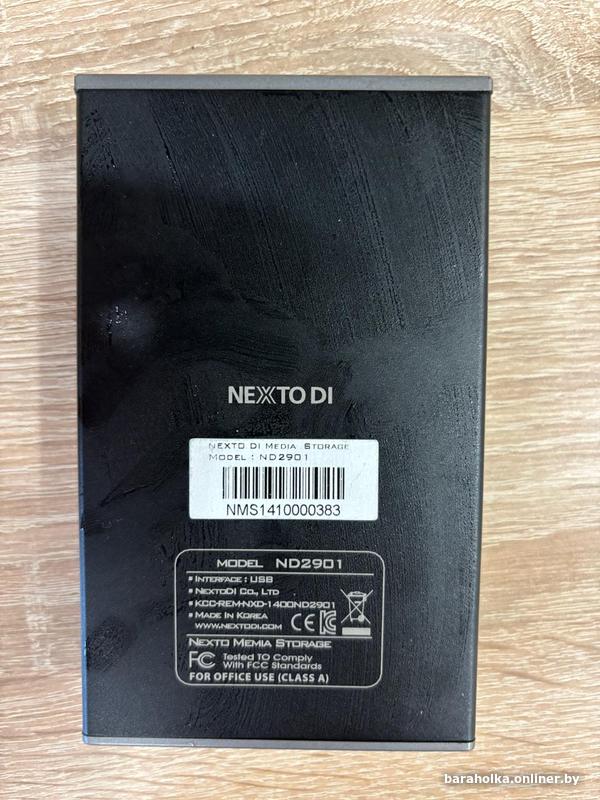 NEXTO DI
NEXTO DI MEDIA STORAGE
MODEL : ND2901
NMS1410000383
MODEL ND2901
INTERFACE : USB
NEXTODI CO., LTD
KCC-REM-NXD-1400ND2901
MADE IN KOREA
WWW.NEXTODI.COM CE
NEXTO MEMIA STORAGE
FC Tested TO Comply
With FCC Standards
FOR OFFICE USE (CLASS A)
baraholka.onliner.by